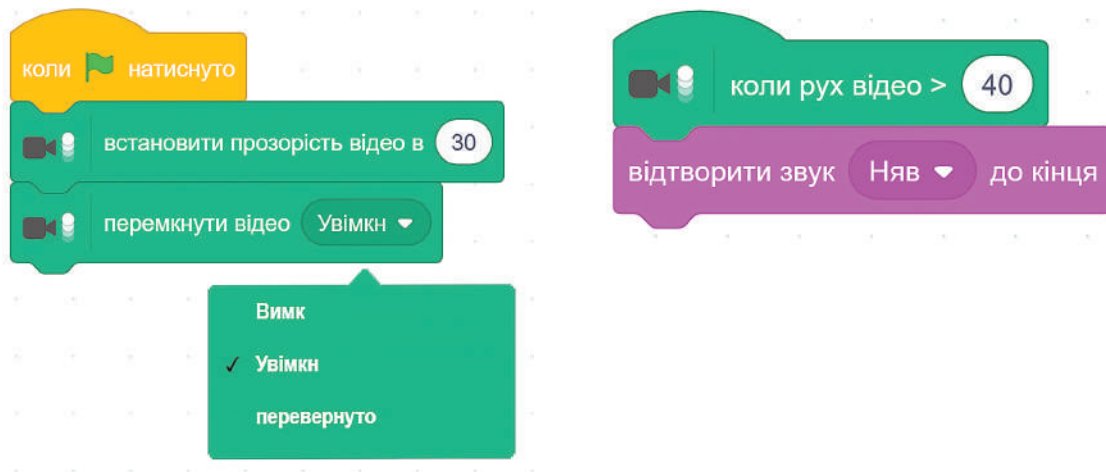 коли натиснуто
встановити прозорість відео в 30
перемкнути відео Увімкн
Вимк
✓ Увімкн
перевернуто
коли рух відео > 40
відтворити звук Няв до кінця